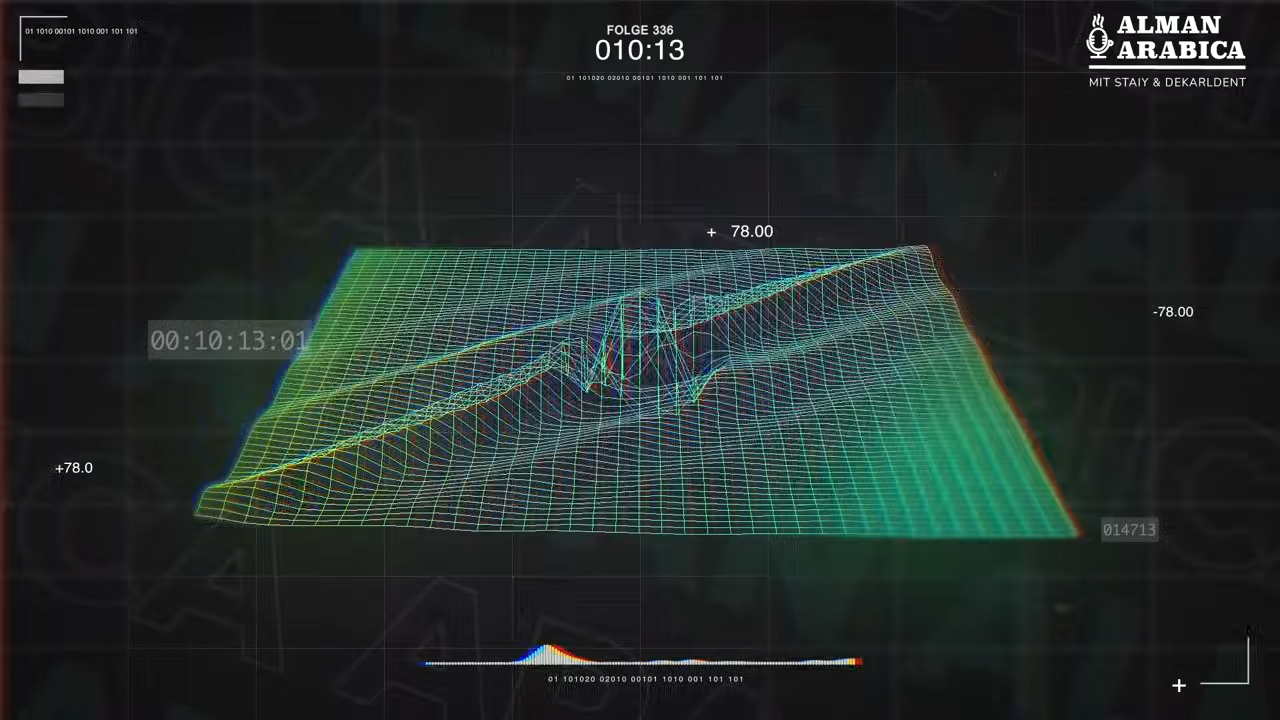 01 1010 00101 1010 001 101 101
FOLGE 336
010:13
01 101020 02010 00101 1010 001 101 101
ALMAN
ARABICA
MIT STAIY & DEKARLDENT
+ 78.00
-78.00
00:10:13:01
+78.0
014713
01 101020 02010 00101 1010 001 101 101